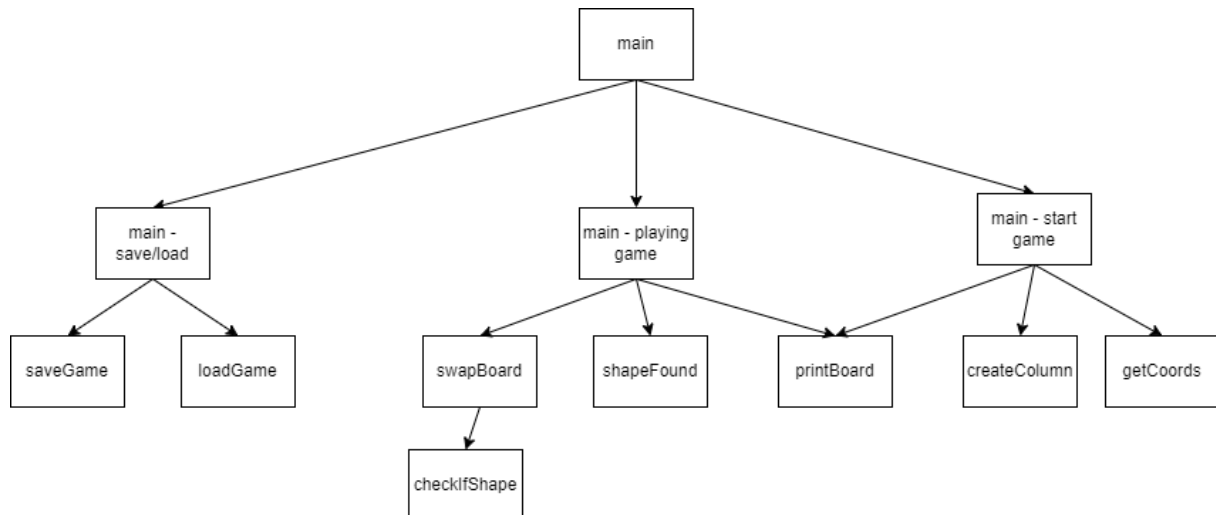 main
main -
save/load
main - playing
game
main - start
game
saveGame
loadGame
swapBoard
shapeFound
printBoard
createColumn
getCoords
checkIfShape